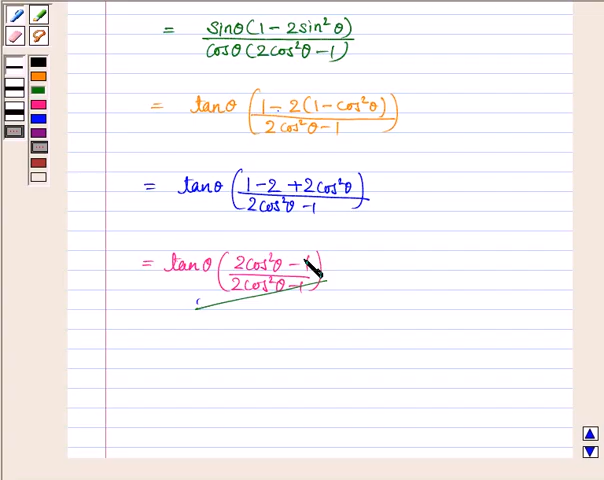 = sinθ(1 - 2sin²θ) / cosθ(2cos²θ - 1)
= tanθ (1 - 2(1 - cos²θ) / 2cos²θ - 1)
= tanθ (1 - 2 + 2cos²θ / 2cos²θ - 1)
= tanθ (2cos²θ - 1 / 2cos²θ - 1)